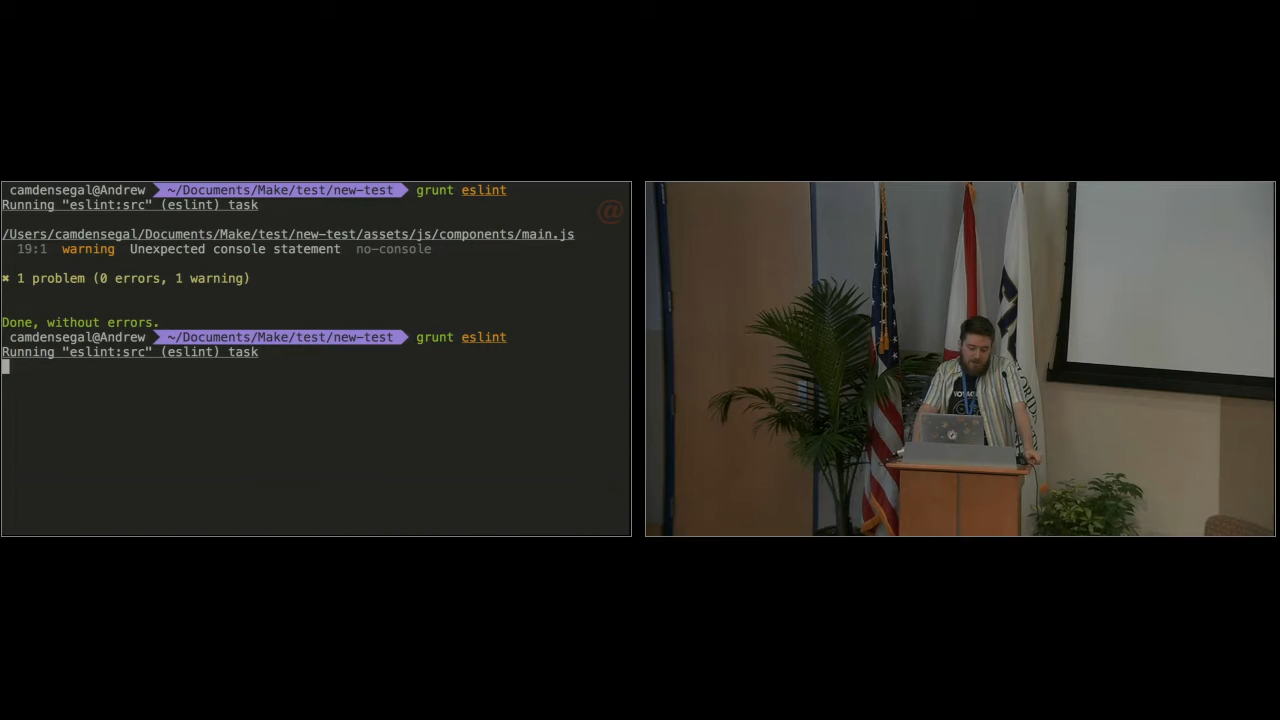 camdensegal@Andrew ~/Documents/Make/test/new-test grunt eslint
Running "eslint:src" (eslint) task
@
/Users/camdensegal/Documents/Make/test/new-test/assets/js/components/main.js
19:1 warning Unexpected console statement no-console
✖ 1 problem (0 errors, 1 warning)
Done, without errors.
camdensegal@Andrew ~/Documents/Make/test/new-test grunt eslint
Running "eslint:src" (eslint) task